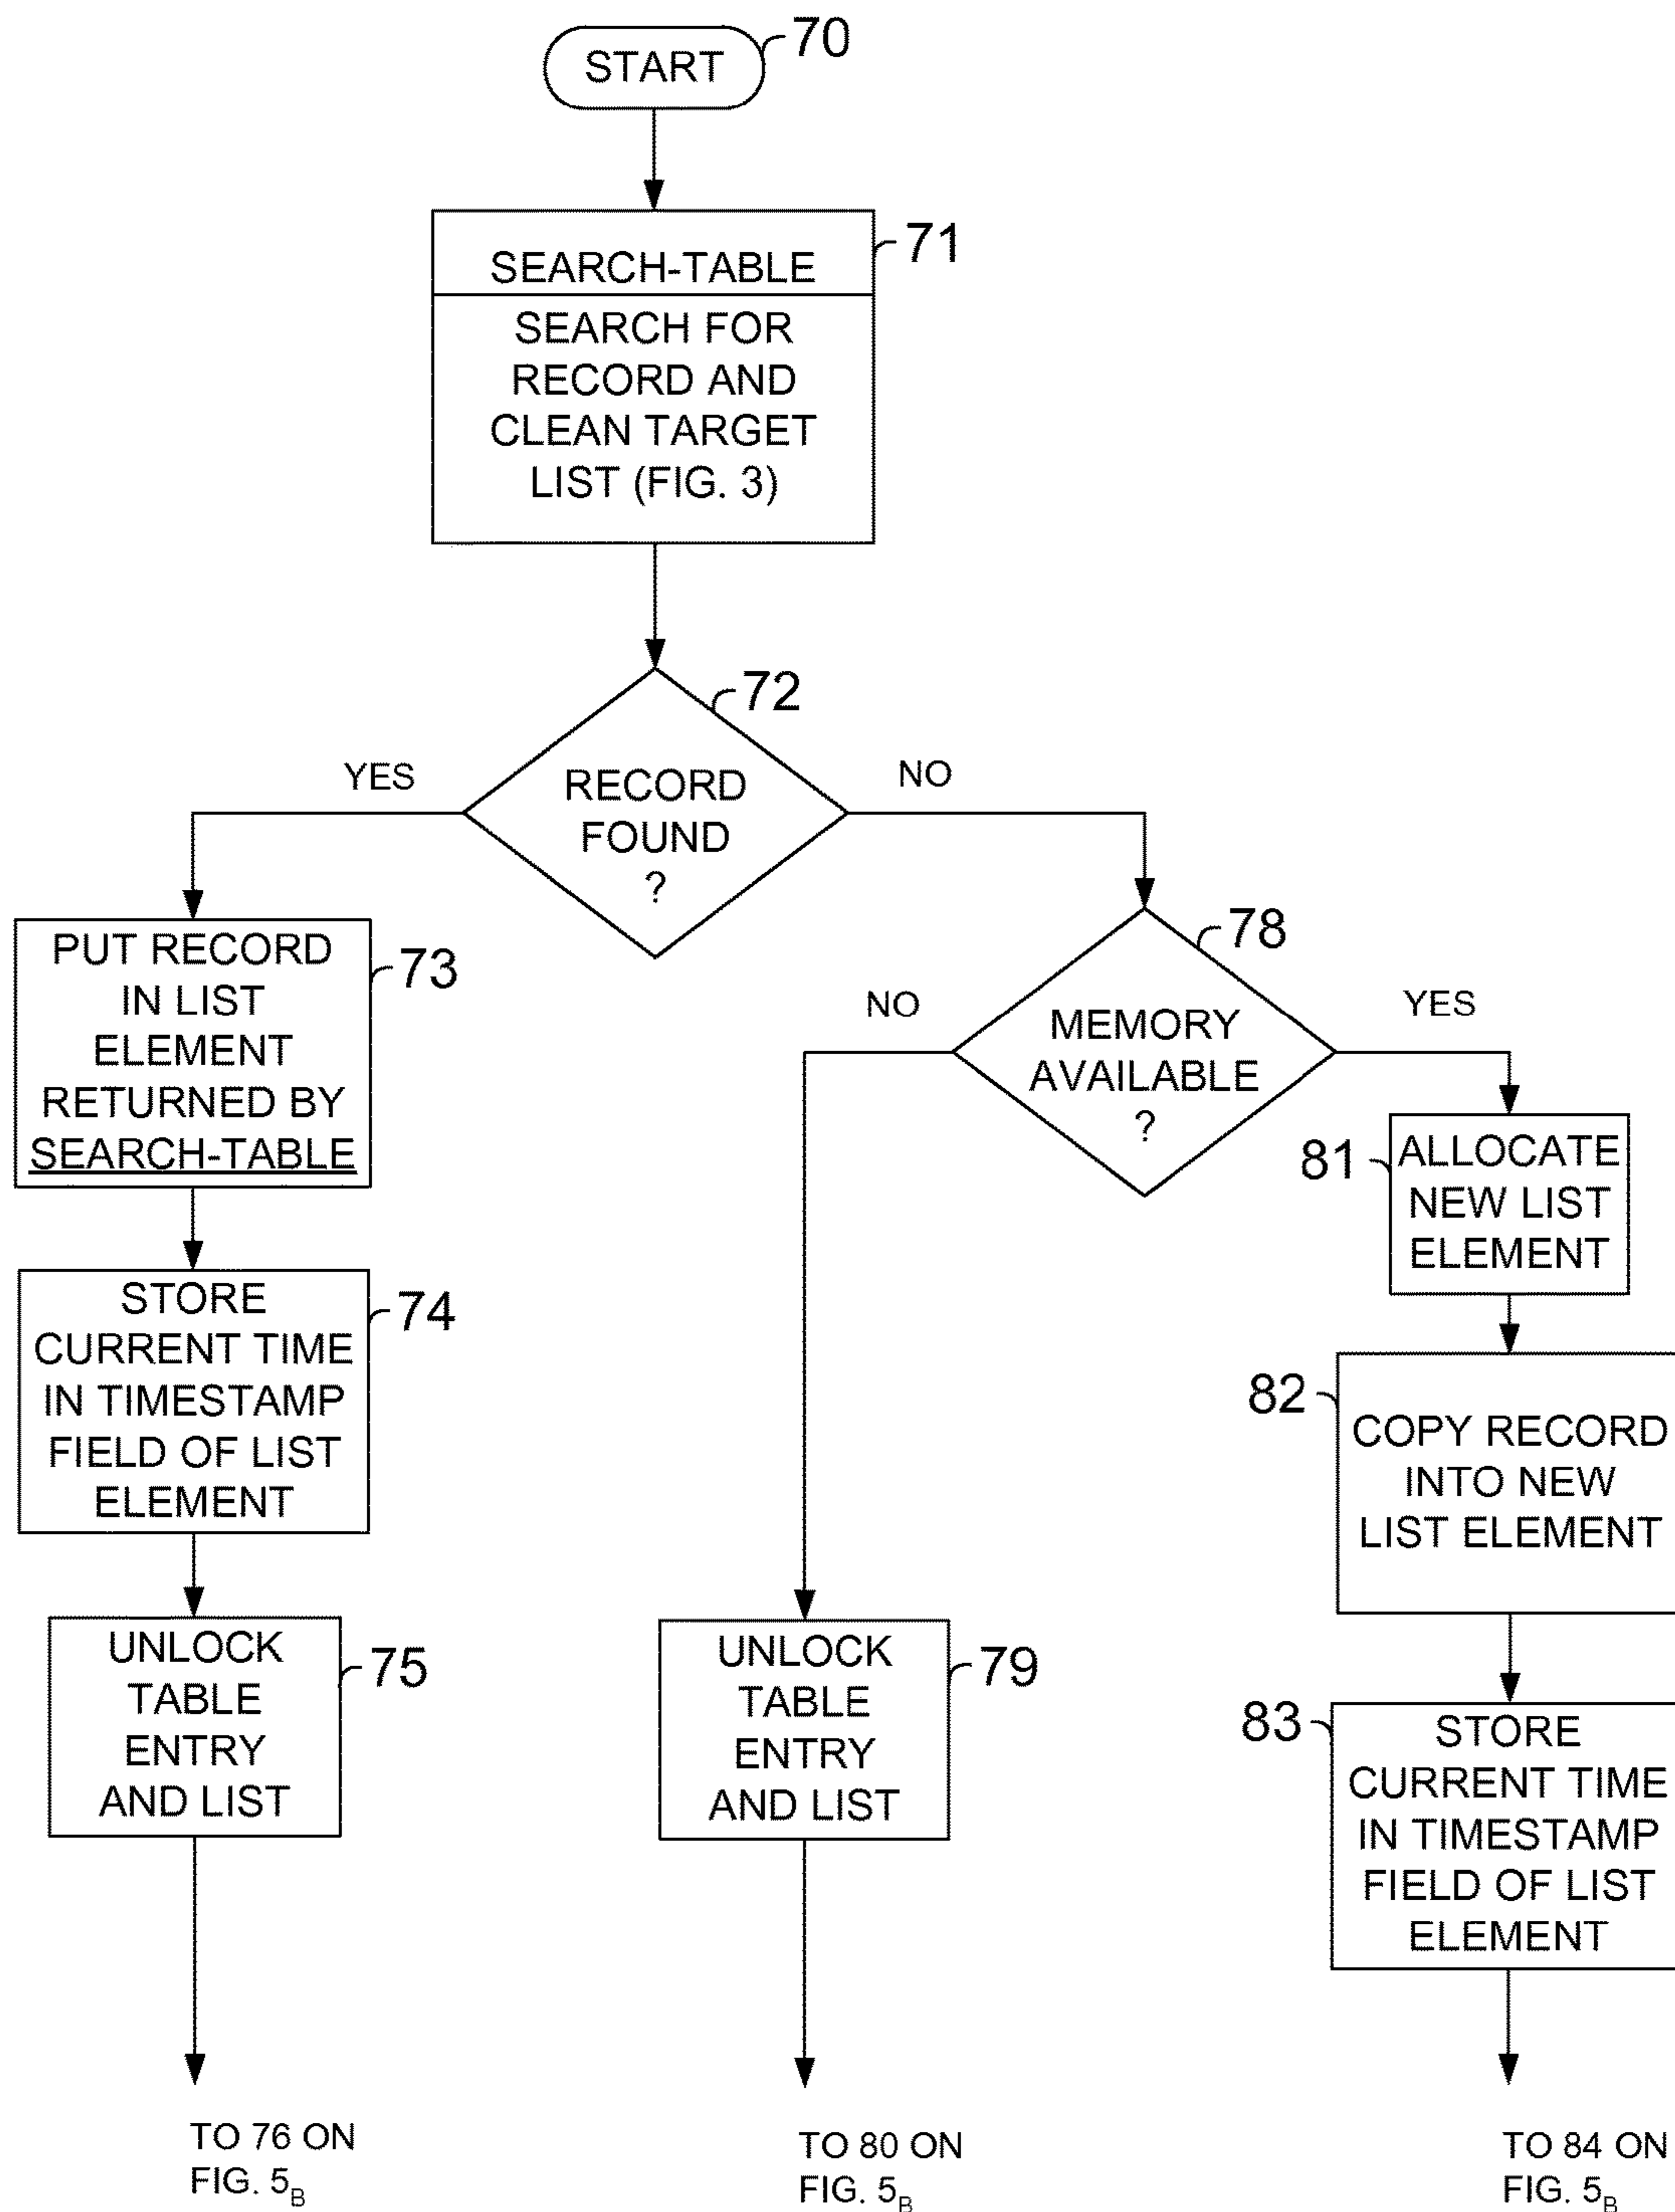 START
70
SEARCH-TABLE
71
SEARCH FOR
RECORD AND
CLEAN TARGET
LIST (FIG. 3)
72
YES
NO
RECORD
FOUND
?
PUT RECORD
IN LIST
ELEMENT
RETURNED BY
SEARCH-TABLE
73
78
NO
YES
MEMORY
AVAILABLE
?
81
ALLOCATE
NEW LIST
ELEMENT
STORE
CURRENT TIME
IN TIMESTAMP
FIELD OF LIST
ELEMENT
74
82
COPY RECORD
INTO NEW
LIST ELEMENT
UNLOCK
TABLE
ENTRY
AND LIST
75
UNLOCK
TABLE
ENTRY
AND LIST
79
83
STORE
CURRENT TIME
IN TIMESTAMP
FIELD OF LIST
ELEMENT
TO 76 ON
FIG. 5B
TO 80 ON
FIG. 5B
TO 84 ON
FIG. 5B